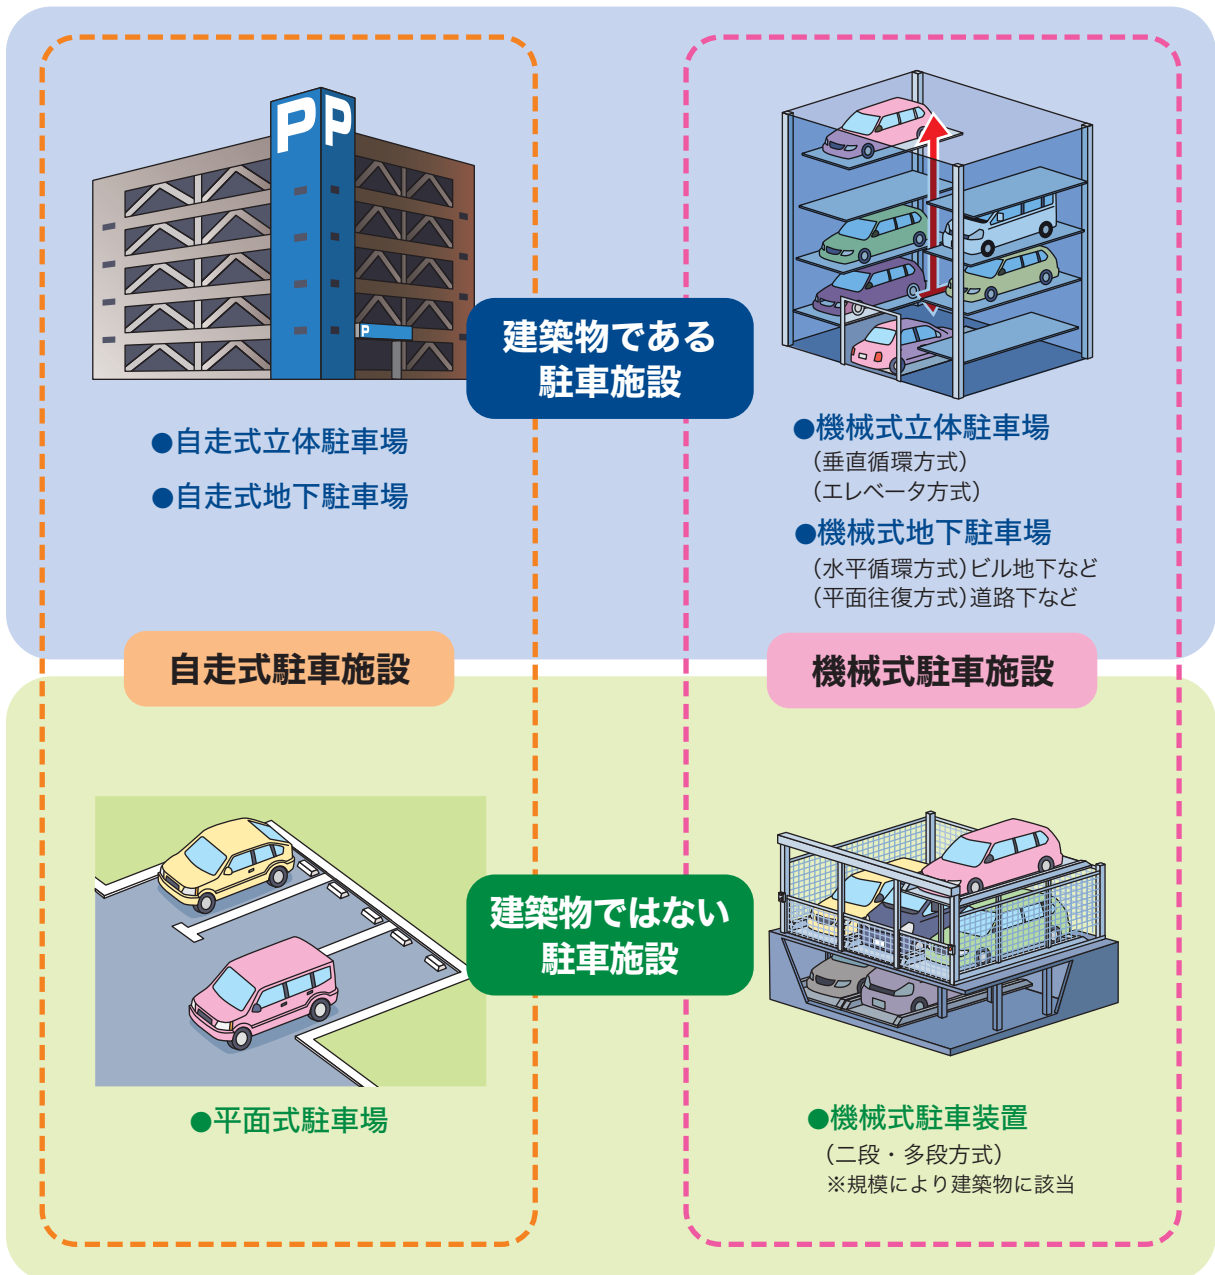 P P
P
建築物である
駐車施設
●自走式立体駐車場
●自走式地下駐車場
●機械式立体駐車場
(垂直循環方式)
(エレベータ方式)
●機械式地下駐車場
(水平循環方式)ビル地下など
(平面往復方式)道路下など
自走式駐車施設
機械式駐車施設
建築物ではない
駐車施設
●平面式駐車場
●機械式駐車装置
(二段・多段方式)
※規模により建築物に該当